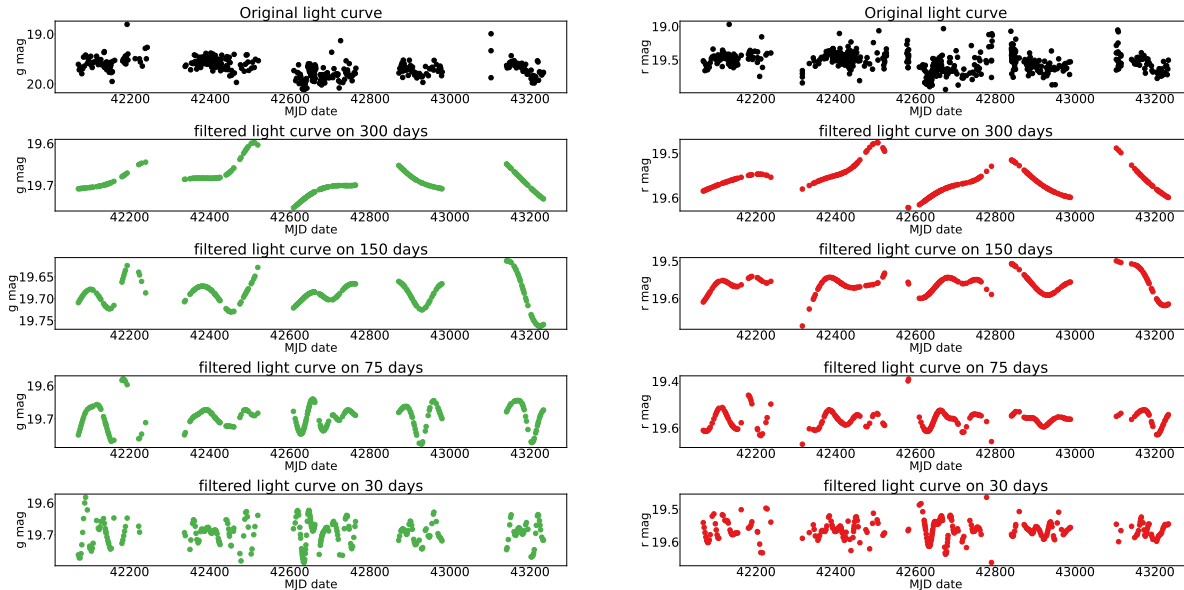 Original light curve
g mag
19.0
20.0
42200 42400 42600 42800 43000 43200
MJD date
filtered light curve on 300 days
g mag
19.6
19.7
42200 42400 42600 42800 43000 43200
MJD date
filtered light curve on 150 days
g mag
19.65
19.70
19.75
42200 42400 42600 42800 43000 43200
MJD date
filtered light curve on 75 days
g mag
19.6
19.7
42200 42400 42600 42800 43000 43200
MJD date
filtered light curve on 30 days
g mag
19.6
19.7
42200 42400 42600 42800 43000 43200
MJD date
Original light curve
r mag
19.0
19.5
42200 42400 42600 42800 43000 43200
MJD date
filtered light curve on 300 days
r mag
19.5
19.6
42200 42400 42600 42800 43000 43200
MJD date
filtered light curve on 150 days
r mag
19.5
19.6
42200 42400 42600 42800 43000 43200
MJD date
filtered light curve on 75 days
r mag
19.4
19.6
42200 42400 42600 42800 43000 43200
MJD date
filtered light curve on 30 days
r mag
19.5
19.6
42200 42400 42600 42800 43000 43200
MJD date